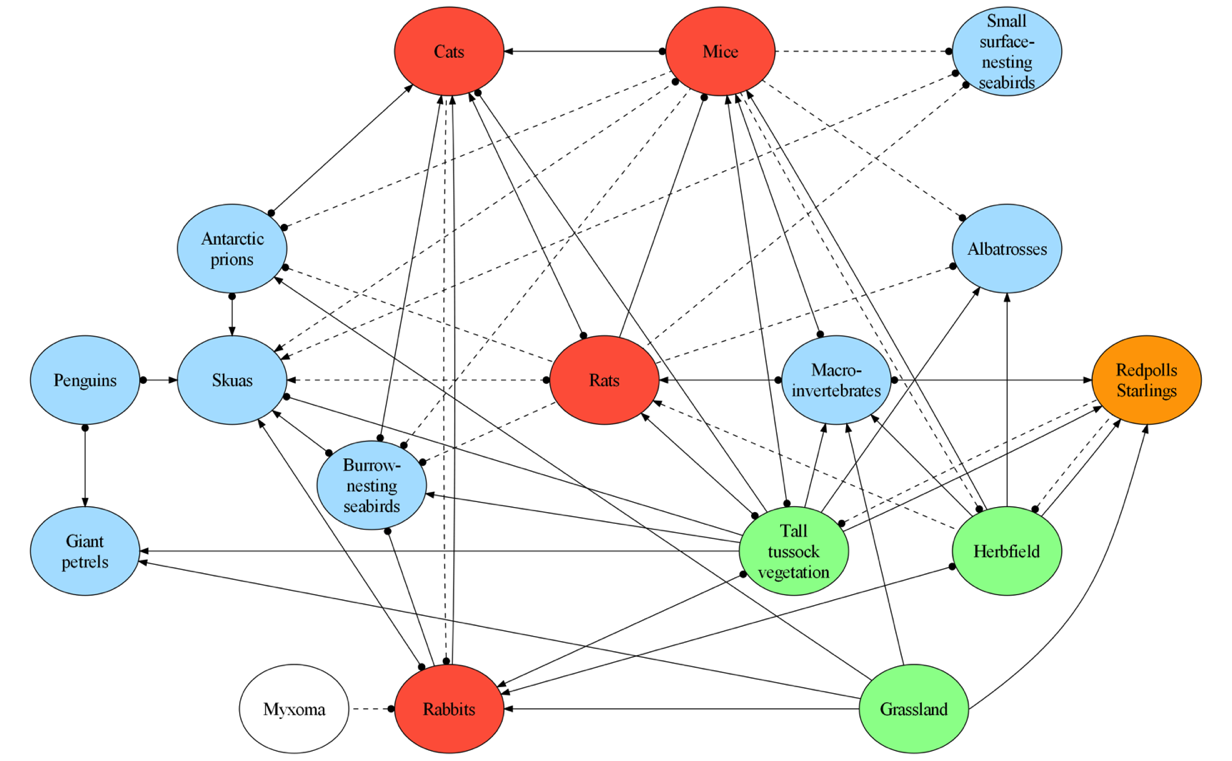 Cats
Mice
Small
surface-
nesting
seabirds
Antarctic
prions
Albatrosses
Penguins
Skuas
Rats
Macro-
invertebrates
Redpolls
Starlings
Burrow-
nesting
seabirds
Giant
petrels
Tall
tussock
vegetation
Herbfield
Myxoma
Rabbits
Grassland